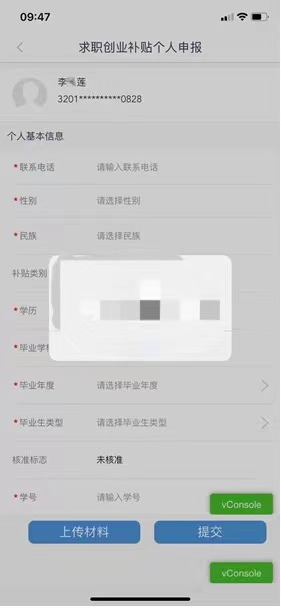 09:47
求职创业补贴个人申报
李 莲
3201**********0828
个人基本信息
*联系电话 请输入联系电话
*性别 请选择性别
*民族 请选择民族
补贴类别
*学历
*毕业学校
*毕业年度 请选择毕业年度
*毕业生类型 请选择毕业生类型
核准标志 未核准
*学号 请输入学号
vConsole
上传材料 提交
vConsole